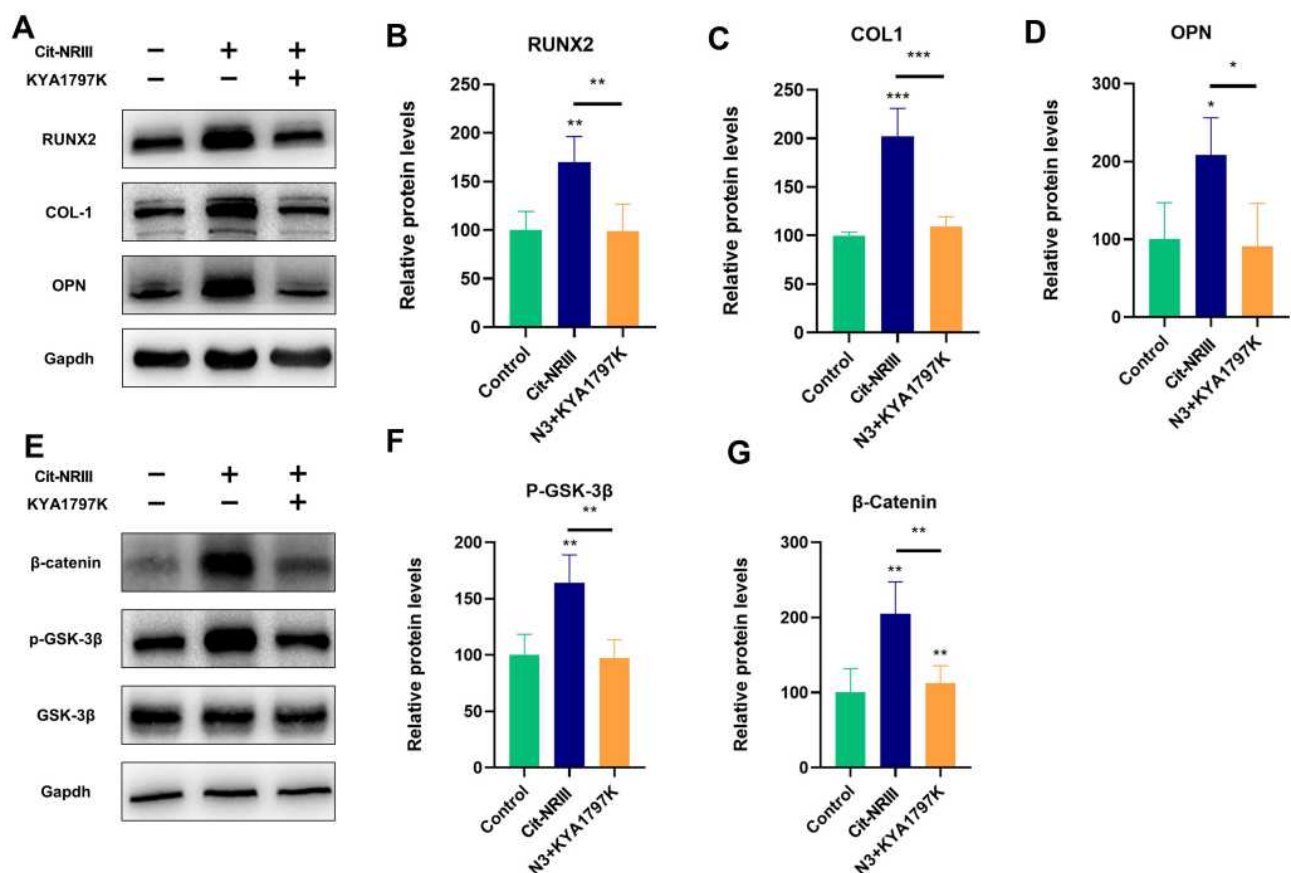 A
Cit-NRIII − + +
KYA1797K − − +
RUNX2
COL-1
OPN
Gapdh
B
RUNX2
Relative protein levels
250
200
150
100
50
0
**
**
Control
Cit-NRIII
N3+KYA1797K
C
COL1
Relative protein levels
250
200
150
100
50
0
***
***
Control
Cit-NRIII
N3+KYA1797K
D
OPN
Relative protein levels
300
200
100
0
*
*
Control
Cit-NRIII
N3+KYA1797K
E
Cit-NRIII − + +
KYA1797K − − +
β-catenin
p-GSK-3β
GSK-3β
Gapdh
F
P-GSK-3β
Relative protein levels
200
150
100
50
0
**
**
Control
Cit-NRIII
N3+KYA1797K
G
β-Catenin
Relative protein levels
300
200
100
0
**
**
**
Control
Cit-NRIII
N3+KYA1797K